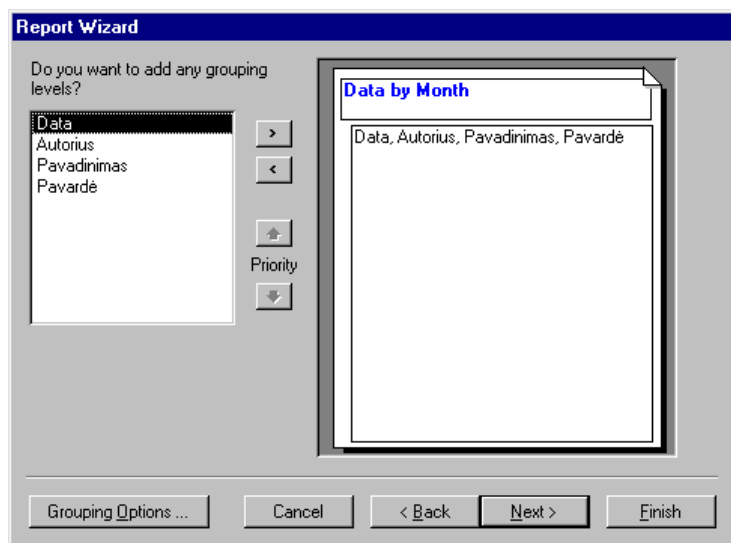 Report Wizard
Do you want to add any grouping
levels?
Data
Autorius
Pavadinimas
Pavardė
>
<
Priority
Data by Month
Data, Autorius, Pavadinimas, Pavardė
Grouping Options ...
Cancel
< Back
Next >
Finish